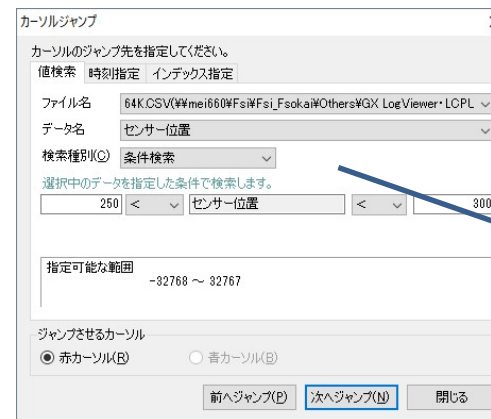 カーソルジャンプ
カーソルのジャンプ先を指定してください。
値検索 時刻指定 インデックス指定
ファイル名 64K.CSV(¥¥mei660¥Fsi¥Fsi_Fsokai¥Others¥GX LogViewer・LCPL
データ名 センサー位置
検索種別(C) 条件検索
選択中のデータを指定した条件で検索します。
250 < センサー位置 < 300
指定可能な範囲
-32768 ～ 32767
ジャンプさせるカーソル
赤カーソル(R) 青カーソル(B)
前へジャンプ(P) 次へジャンプ(N) 閉じる